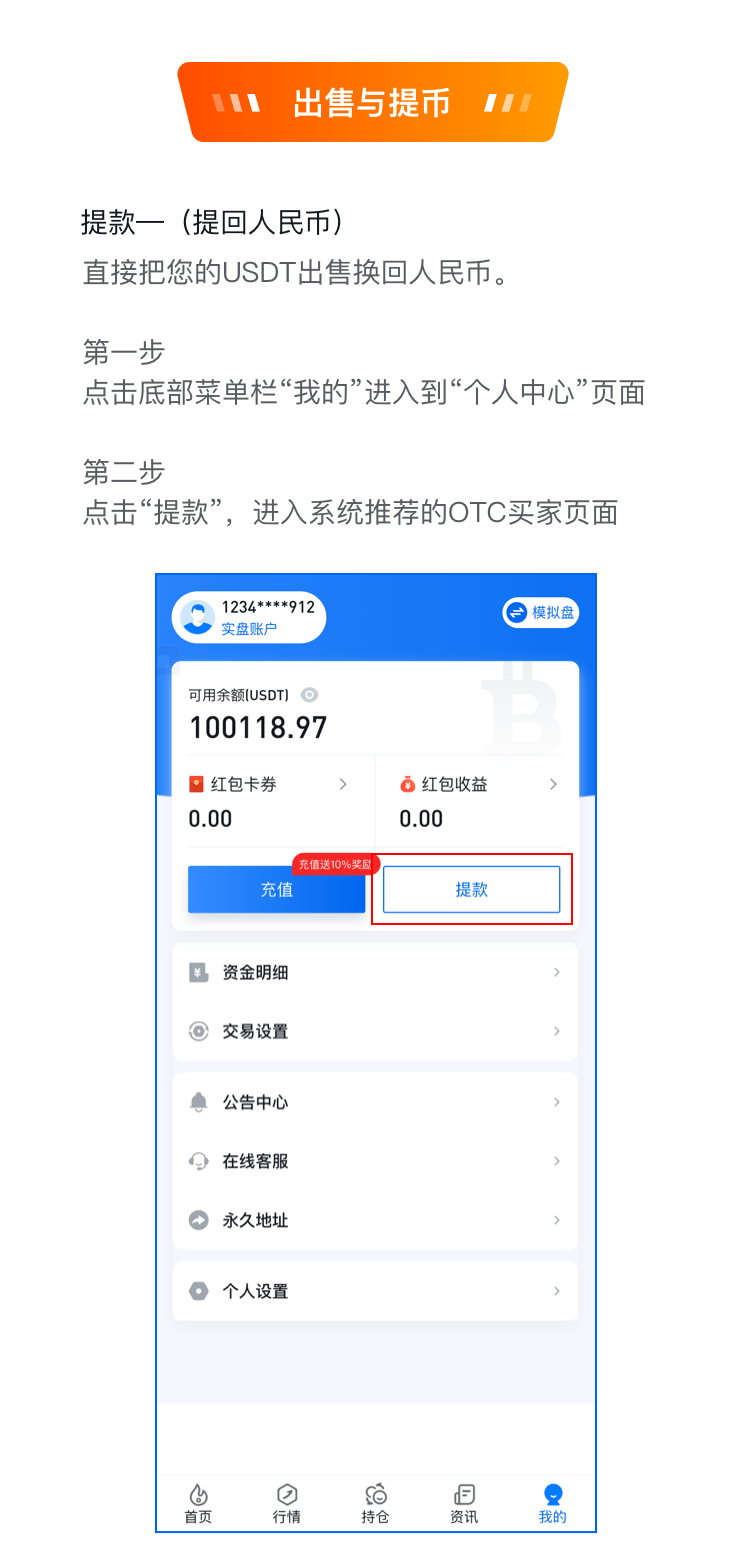 出售与提币
提款一（提回人民币）
直接把您的USDT出售换回人民币。
第一步
点击底部菜单栏“我的”进入到“个人中心”页面
第二步
点击“提款”，进入系统推荐的OTC买家页面
1234****912
实盘账户
模拟盘
可用余额(USDT)
100118.97
红包卡券
红包收益
0.00
0.00
充值送10%奖励
充值
提款
资金明细
交易设置
公告中心
在线客服
永久地址
个人设置
首页
行情
持仓
资讯
我的